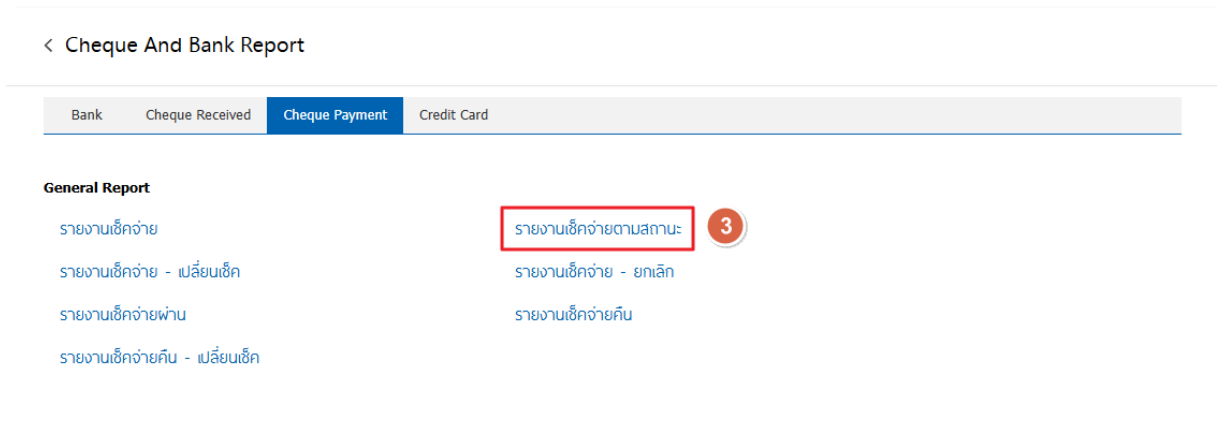 < Cheque And Bank Report
Bank Cheque Received Cheque Payment Credit Card
General Report
รายงานเช็คจ่าย รายงานเช็คจ่ายตามสถานะ 3
รายงานเช็คจ่าย - เปลี่ยนเช็ค รายงานเช็คจ่าย - ยกเลิก
รายงานเช็คจ่ายผ่าน รายงานเช็คจ่ายคืน
รายงานเช็คจ่ายคืน - เปลี่ยนเช็ค